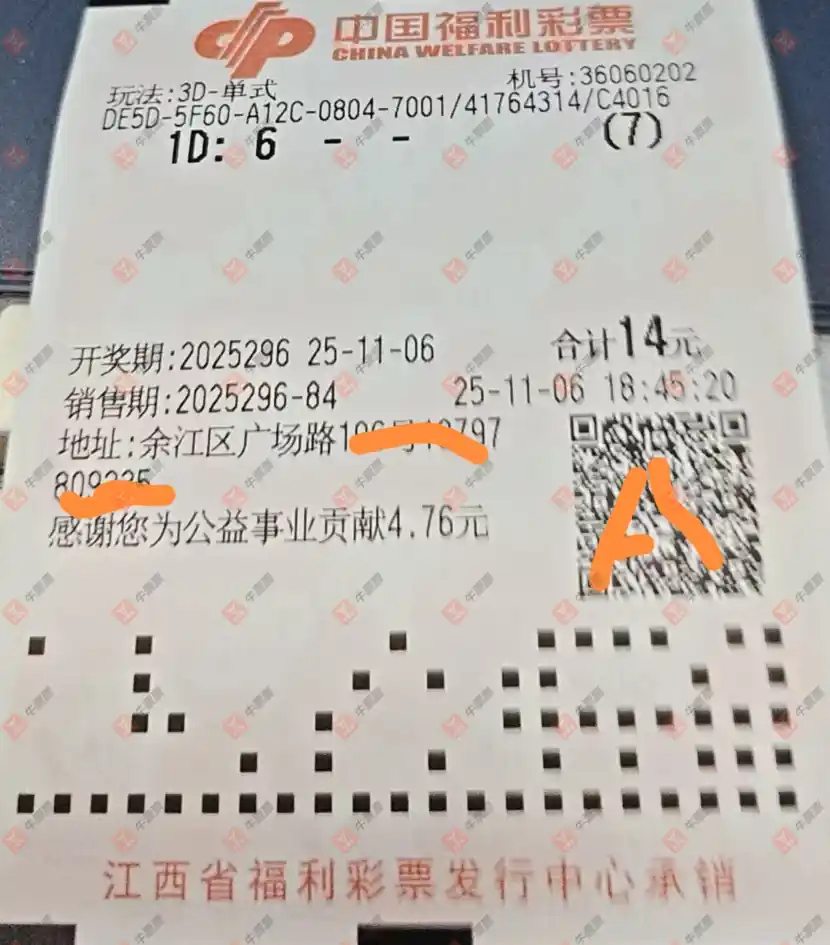 中国福利彩票
CHINA WELFARE LOTTERY
玩法:3D-单式 机号:36060202
DE5D-5F60-A12C-0804-7001/41764314/C4016
1D: 6 - - (7)
开奖期:2025296 25-11-06 合计14元
销售期:2025296-84 25-11-06 18:45:20
地址:余江区广场路
感谢您为公益事业贡献4.76元
江西省福利彩票发行中心承销